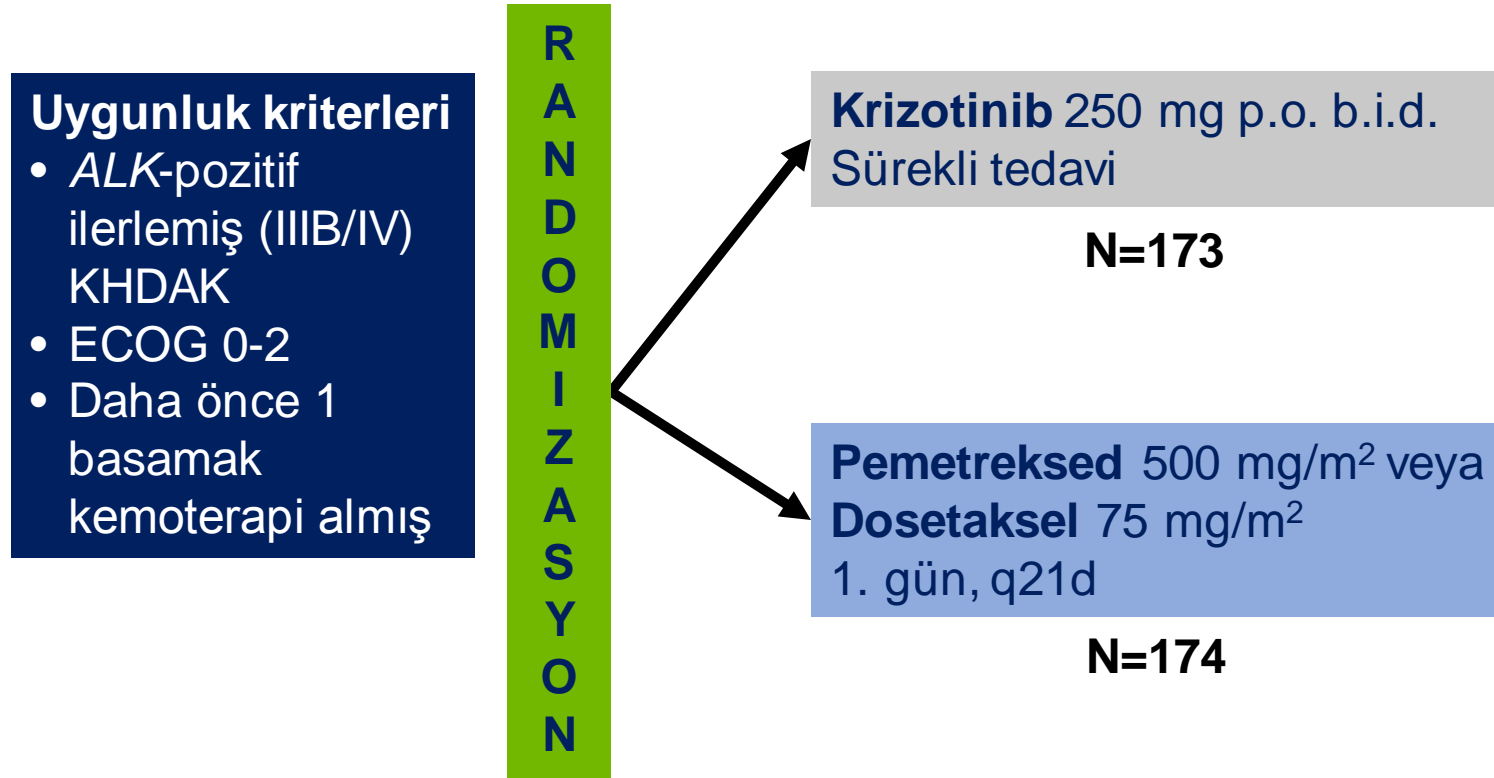 Uygunluk kriterleri
• ALK-pozitif
ilerlemiş (IIIB/IV)
KHDAK
• ECOG 0-2
• Daha önce 1
basamak
kemoterapi almış
R
A
N
D
O
M
I
Z
A
S
Y
O
N
Krizotinib 250 mg p.o. b.i.d.
Sürekli tedavi
N=173
Pemetreksed 500 mg/m² veya
Dosetaksel 75 mg/m²
1. gün, q21d
N=174